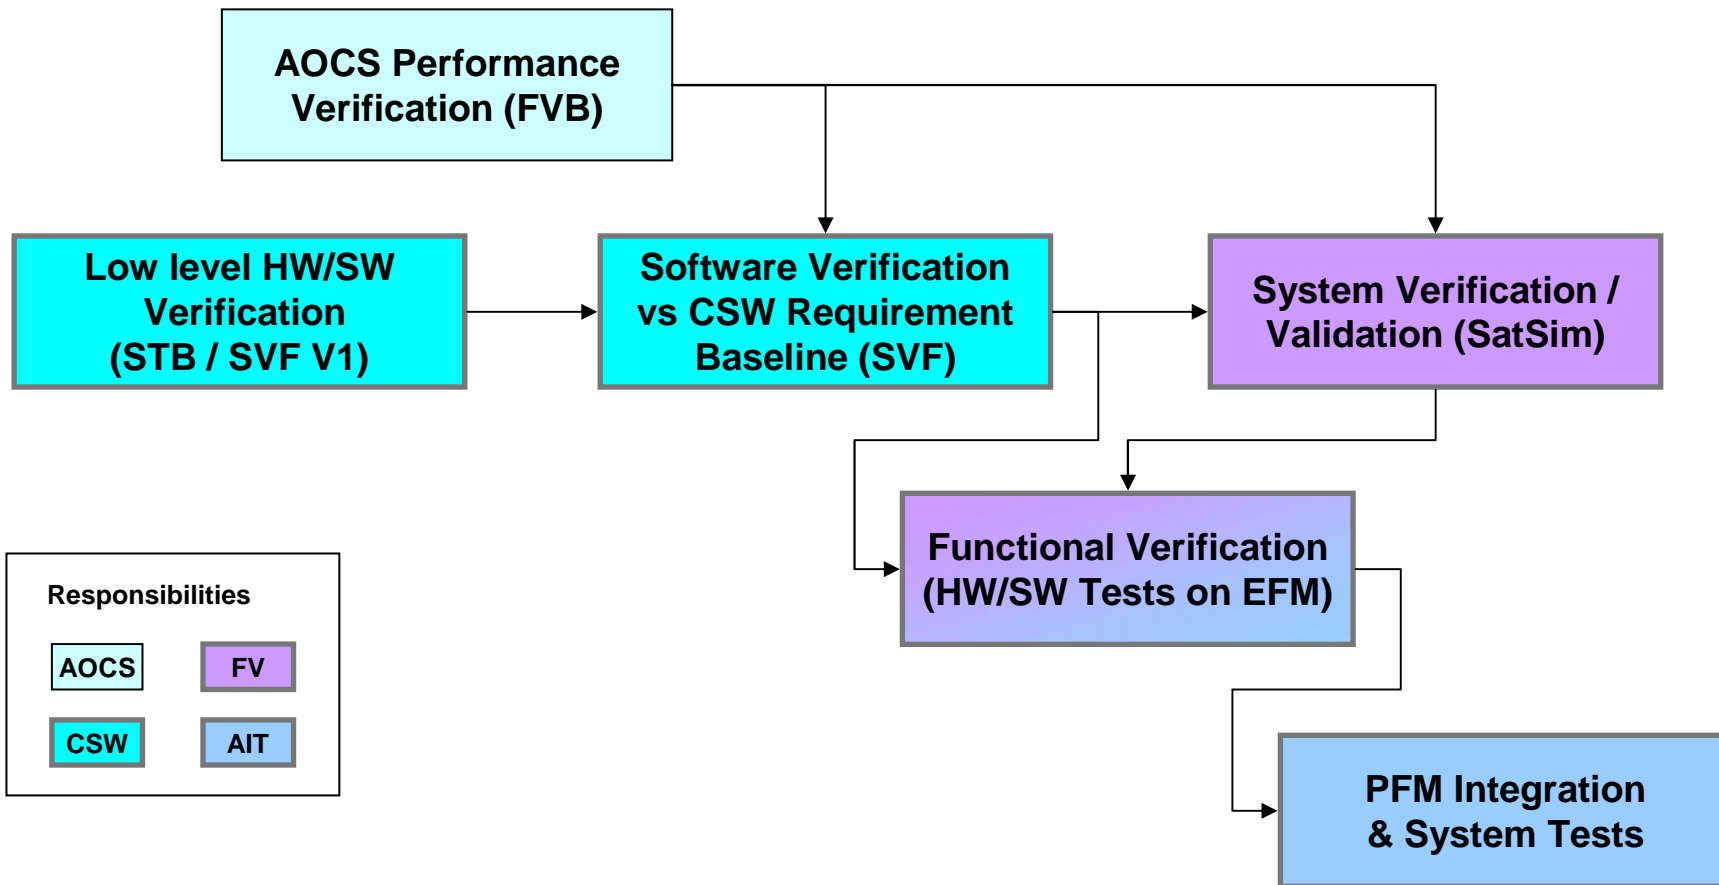 AOCS Performance
Verification (FVB)
Low level HW/SW
Verification
(STB / SVF V1)
Software Verification
vs CSW Requirement
Baseline (SVF)
System Verification /
Validation (SatSim)
Functional Verification
(HW/SW Tests on EFM)
Responsibilities
AOCS
FV
CSW
AIT
PFM Integration
& System Tests